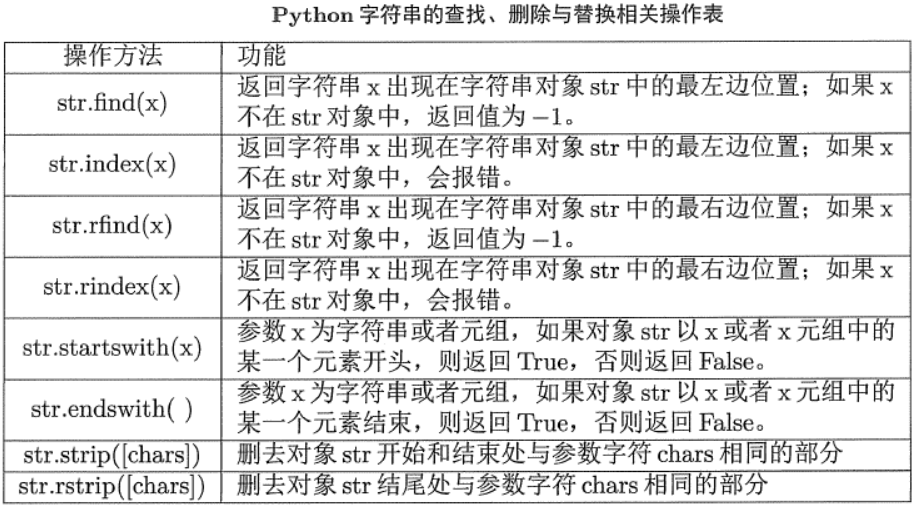 Python 字符串的查找、删除与替换相关操作表
操作方法 功能
str.find(x) 返回字符串 x 出现在字符串对象 str 中的最左边位置；如果 x
不在 str 对象中，返回值为 −1。
str.index(x) 返回字符串 x 出现在字符串对象 str 中的最左边位置；如果 x
不在 str 对象中，会报错。
str.rfind(x) 返回字符串 x 出现在字符串对象 str 中的最右边位置；如果 x
不在 str 对象中，返回值为 −1。
str.rindex(x) 返回字符串 x 出现在字符串对象 str 中的最右边位置；如果 x
不在 str 对象中，会报错。
str.startswith(x) 参数 x 为字符串或者元组，如果对象 str 以 x 或者 x 元组中的
某一个元素开头，则返回 True，否则返回 False。
str.endswith( ) 参数 x 为字符串或者元组，如果对象 str 以 x 或者 x 元组中的
某一个元素结束，则返回 True，否则返回 False。
str.strip([chars]) 删去对象 str 开始和结束处与参数字符 chars 相同的部分
str.rstrip([chars]) 删去对象 str 结尾处与参数字符 chars 相同的部分